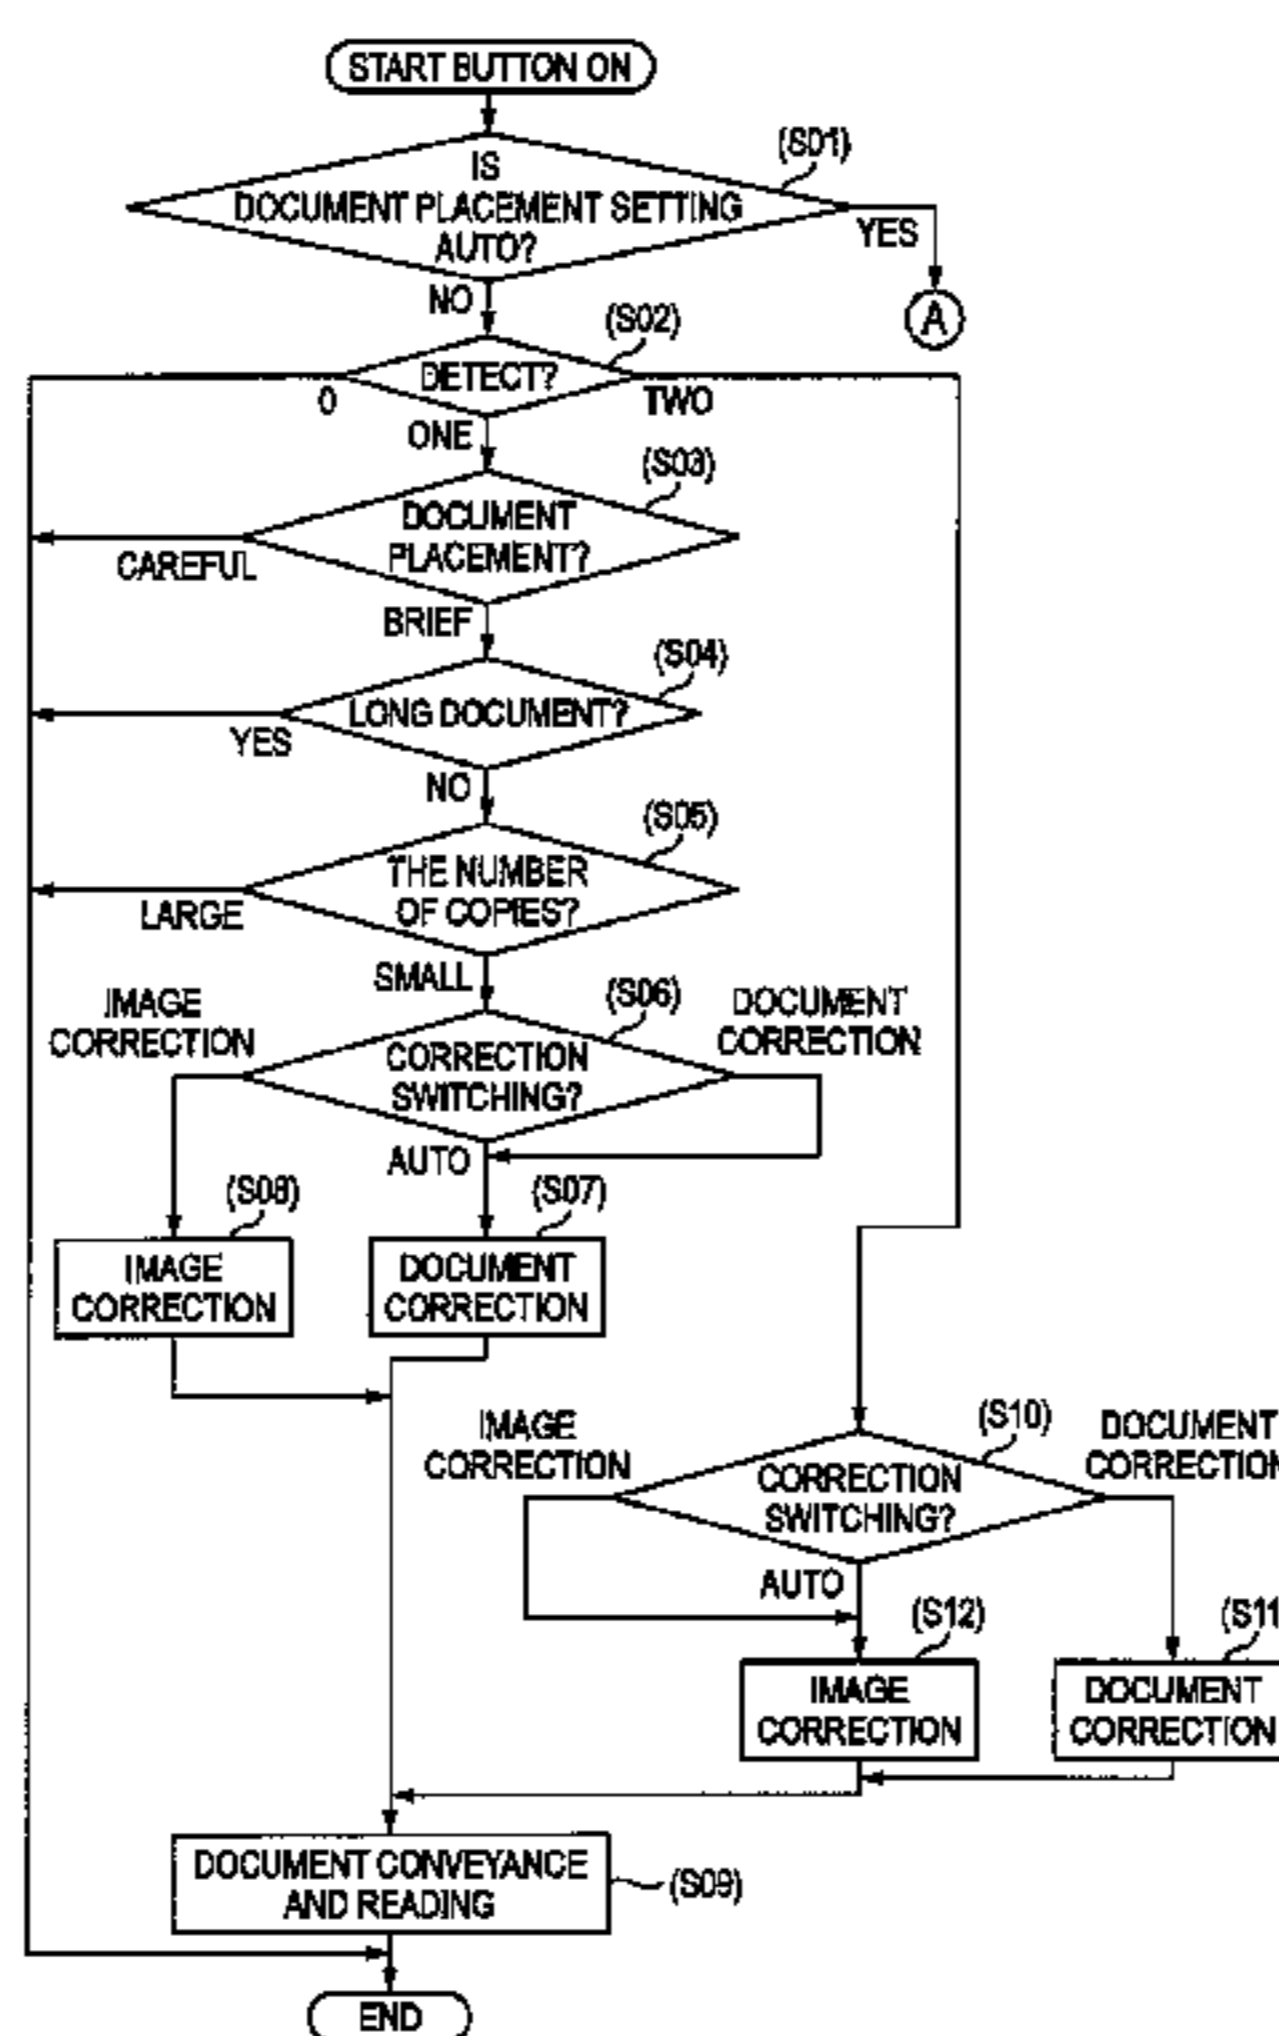 START BUTTON ON
(S01)
IS
DOCUMENT PLACEMENT SETTING
AUTO?
YES
NO
A
(S02)
DETECT?
0
TWO
ONE
(S03)
DOCUMENT
PLACEMENT?
CAREFUL
BRIEF
(S04)
LONG DOCUMENT?
YES
NO
(S05)
THE NUMBER
OF COPIES?
LARGE
SMALL
(S06)
IMAGE
CORRECTION
DOCUMENT
CORRECTION
CORRECTION
SWITCHING?
AUTO
(S08)
(S07)
IMAGE
CORRECTION
DOCUMENT
CORRECTION
(S10)
IMAGE
CORRECTION
DOCUMENT
CORRECTION
CORRECTION
SWITCHING?
AUTO
(S12)
(S11
IMAGE
CORRECTION
DOCUMENT
CORRECTION
DOCUMENT CONVEYANCE
AND READING
(S09)
END